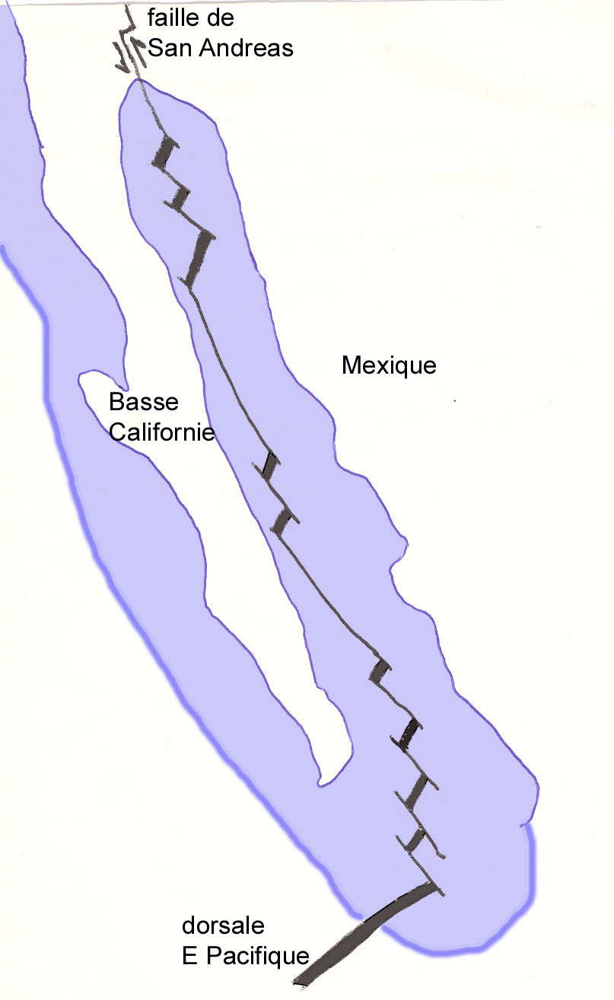 faille de
San Andreas
Mexique
Basse
Californie
dorsale
E Pacifique